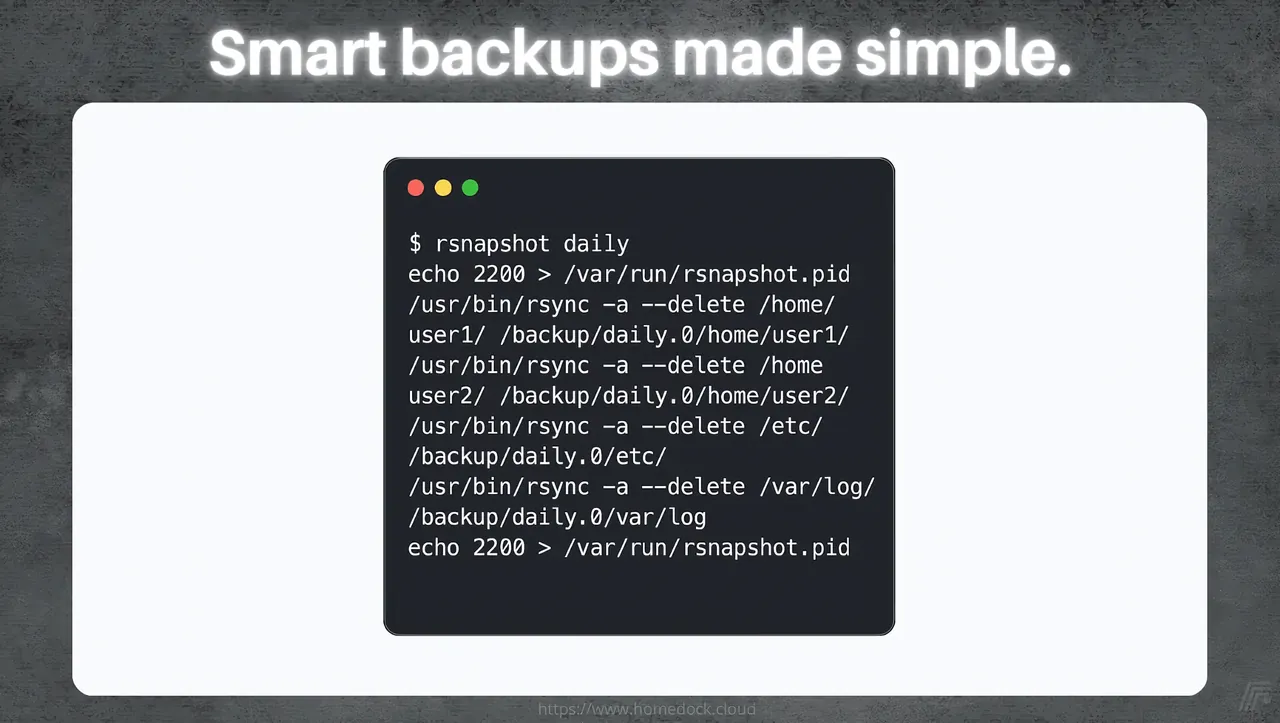 Smart backups made simple.
$ rsnapshot daily
echo 2200 > /var/run/rsnapshot.pid
/usr/bin/rsync -a --delete /home/
user1/ /backup/daily.0/home/user1/
/usr/bin/rsync -a --delete /home
user2/ /backup/daily.0/home/user2/
/usr/bin/rsync -a --delete /etc/
/backup/daily.0/etc/
/usr/bin/rsync -a --delete /var/log/
/backup/daily.0/var/log
echo 2200 > /var/run/rsnapshot.pid
https://www.homedock.cloud